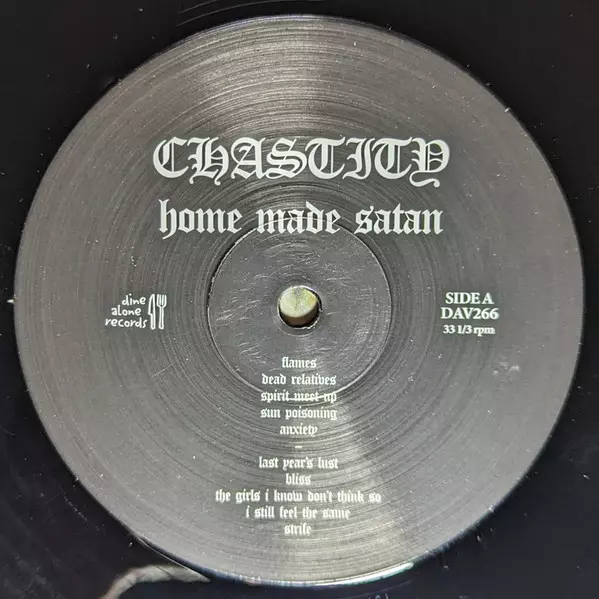 CHASTITY
home made satan
dine
alone
records
SIDE A
DAV266
33 1/3 rpm
flames
dead relatives
spirit meet up
sun poisoning
anxiety
-
last year's lust
bliss
the girls i know don't think so
i still feel the same
strife